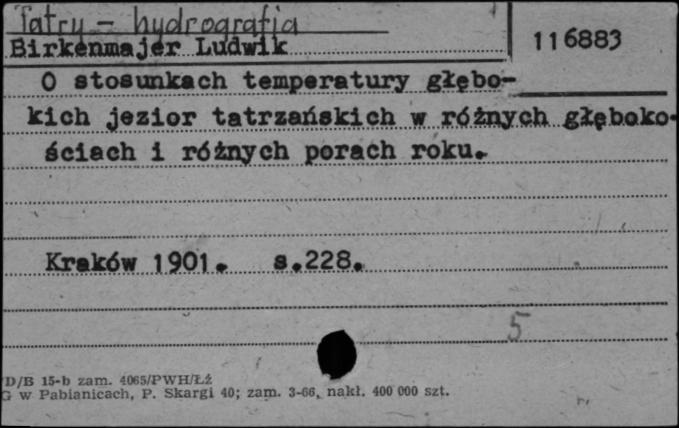 Tatry - hydrografia
Birkenmajer Ludwik
116883
O stosunkach temperatury głębo-
kich jezior tatrzańskich w różnych głęboko-
ściach i różnych porach roku.
Kraków 1901. s.228.
5
D/B 15-b zam. 4065/PWH/Łź
G w Pabianicach, P. Skargi 40; zam. 3-66, nakł. 400 000 szt.